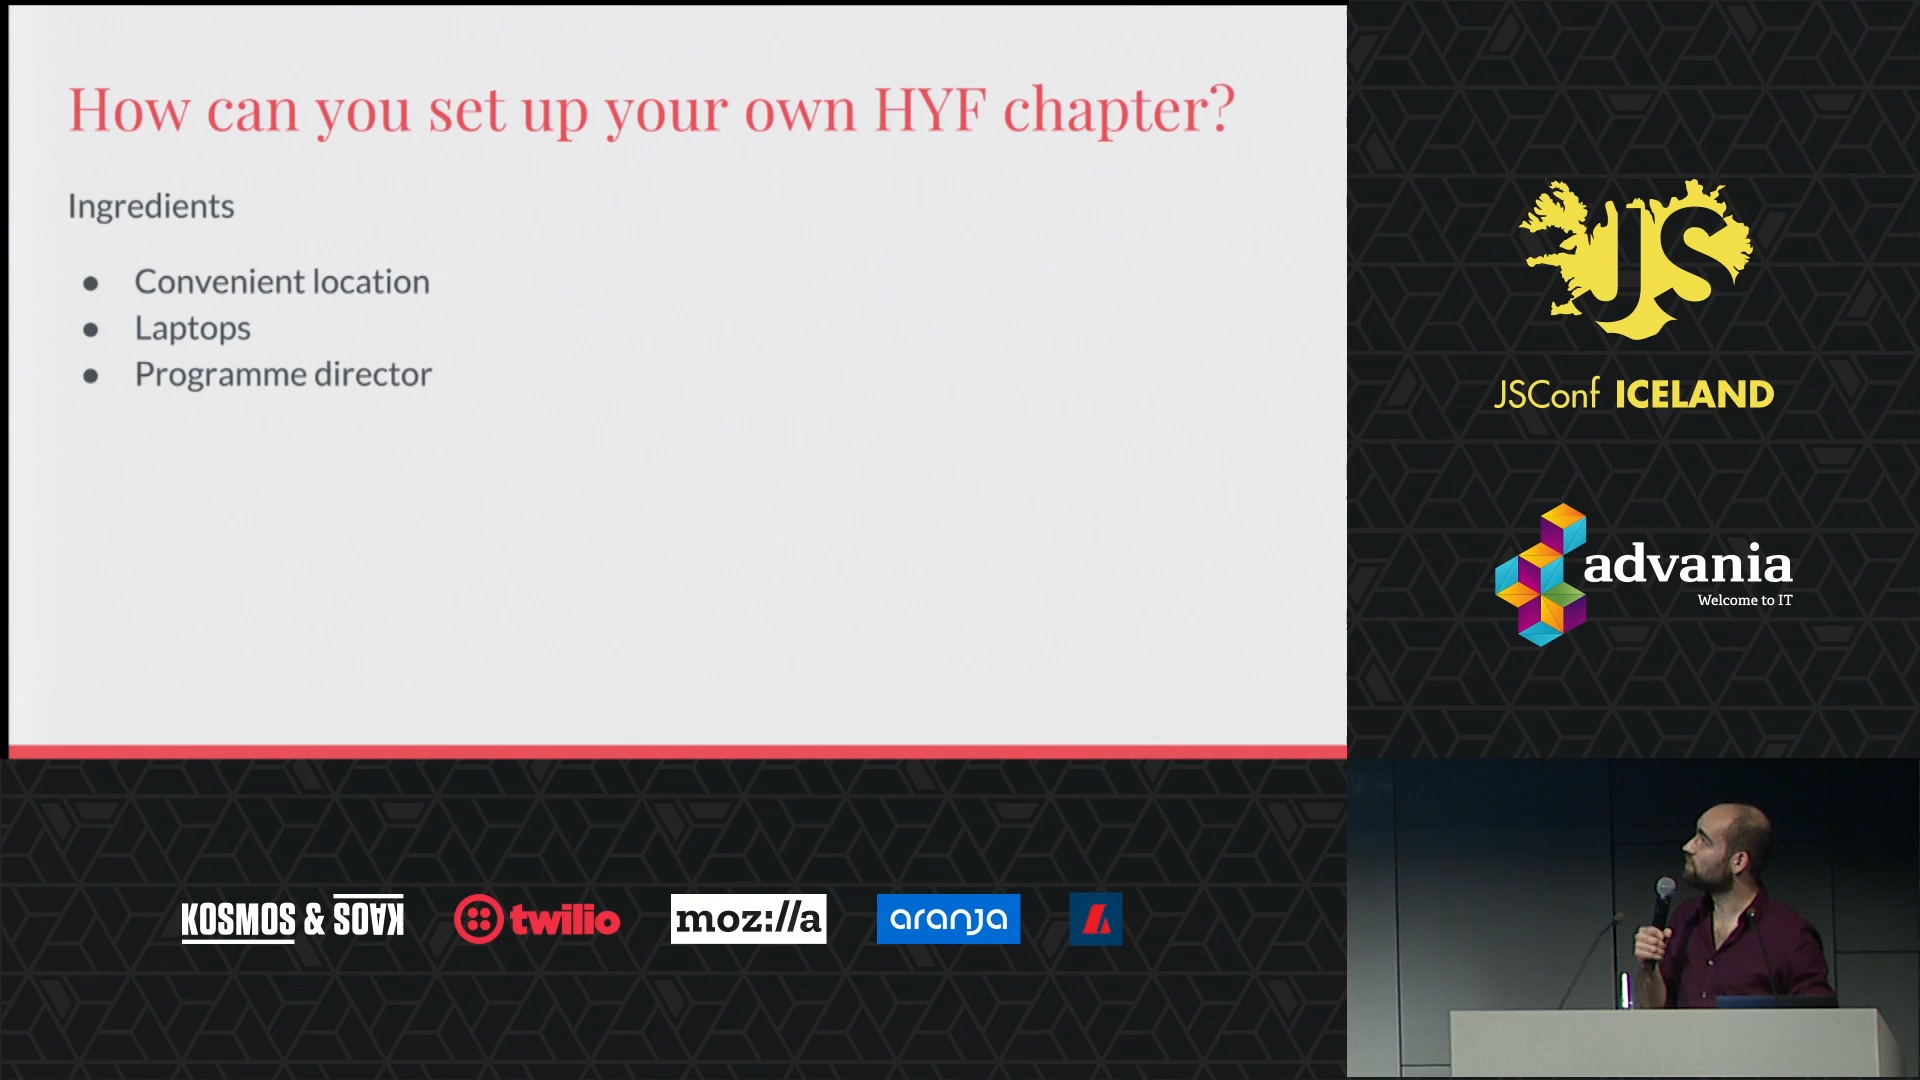 How can you set up your own HYF chapter?
Ingredients
● Convenient location
● Laptops
● Programme director
JS
JSConf ICELAND
advania
Welcome to IT
KOSMOS & KAOS
twilio
moz://a
aranja